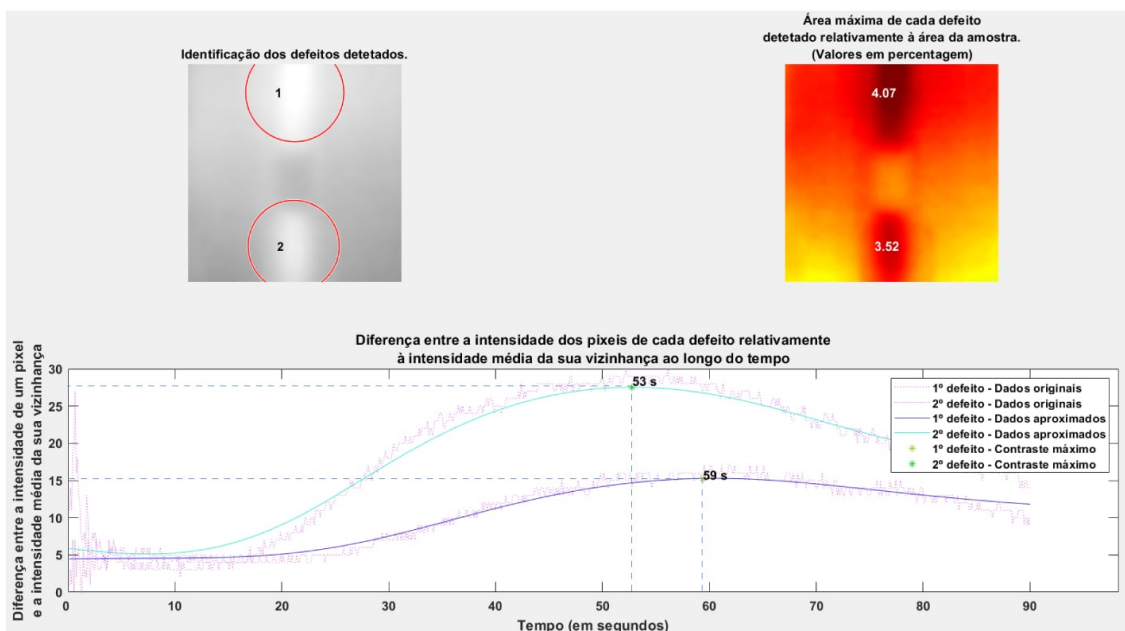 Identificação dos defeitos detetados.
1
2
Área máxima de cada defeito
detetado relativamente à área da amostra.
(Valores em percentagem)
4.07
3.52
Diferença entre a intensidade dos pixeis de cada defeito relativamente
à intensidade média da sua vizinhança ao longo do tempo
Diferença entre a intensidade de um pixel
e a intensidade média da sua vizinhança
30
25
20
15
10
5
0
53 s
59 s
1º defeito - Dados originais
2º defeito - Dados originais
1º defeito - Dados aproximados
2º defeito - Dados aproximados
1º defeito - Contraste máximo
2º defeito - Contraste máximo
0 10 20 30 40 50 60 70 80 90
Tempo (em segundos)